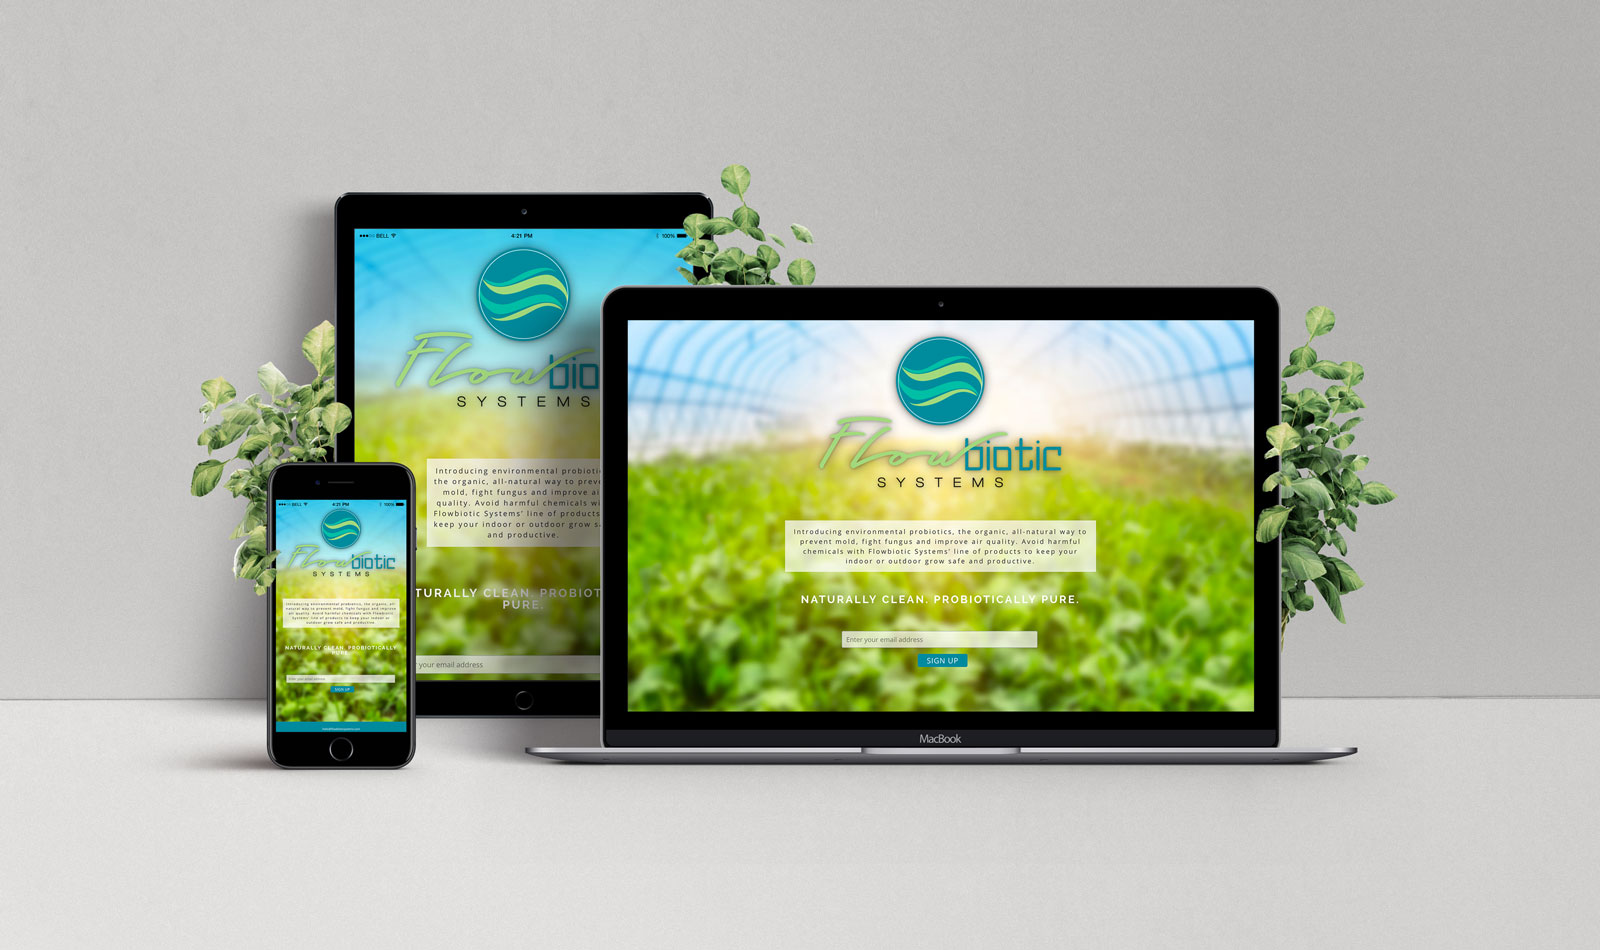 BELL
4:21 PM
100%
Flowbio
SYSTEMS
Introducing environmental
the organic, all-natural way to
mold, fight fungus and improve
quality. Avoid harmful chemicals
Flowbiotic Systems' line of products
keep your indoor or outdoor grow
and productive.
CLEAN.
PURE.
your email address
BELL
4:21 PM
100%
Flowbiotic
SYSTEMS
Introducing environmental probiotics, the organic, all-
natural way to prevent mold, fight fungus and improve
air quality. Avoid harmful chemicals with Flowbiotic
Systems' line of products to keep your indoor or
outdoor grow safe and productive.
NATURALLY CLEAN. PROBIOTICALLY
PURE.
Enter your email address
SIGN UP
Flowbiotic
SYSTEMS
Introducing environmental probiotics, the organic, all-natural way to
prevent mold, fight fungus and improve air quality. Avoid harmful
chemicals with Flowbiotic Systems' line of products to keep your
indoor or outdoor grow safe and productive.
NATURALLY CLEAN. PROBIOTICALLY PURE.
Enter your email address
SIGN UP
MacBook